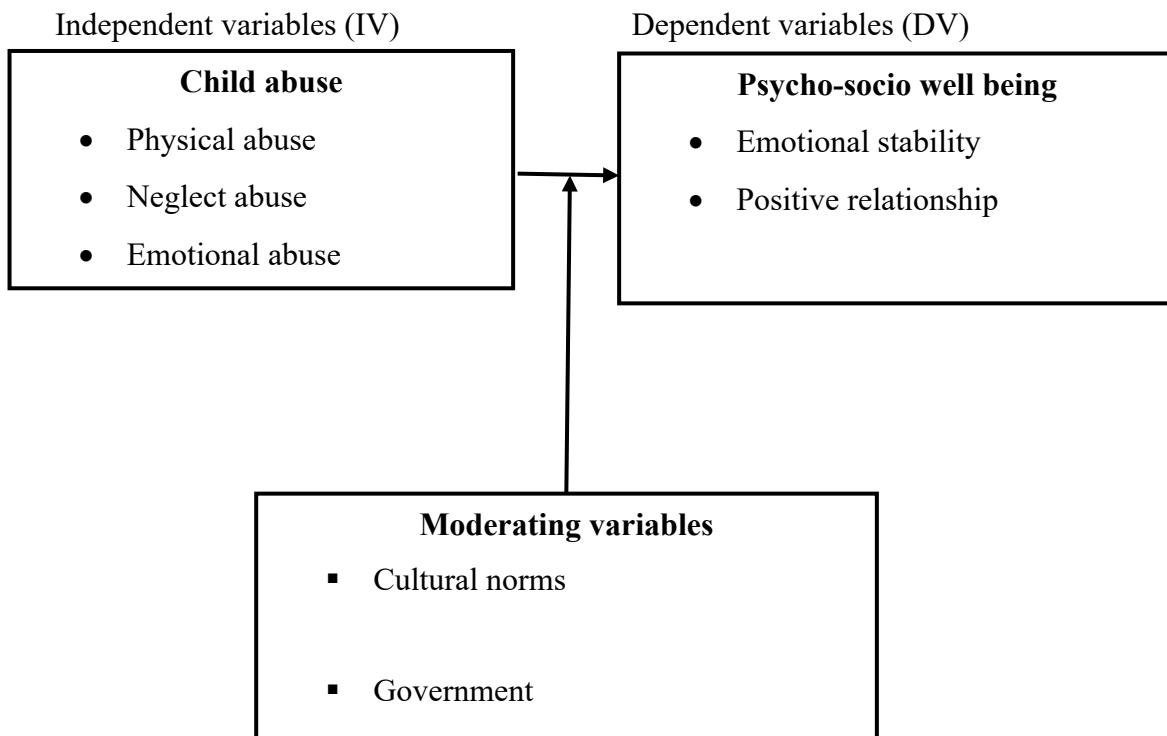 Independent variables (IV)
Dependent variables (DV)
Child abuse
• Physical abuse
• Neglect abuse
• Emotional abuse
Psycho-socio well being
• Emotional stability
• Positive relationship
Moderating variables
▪ Cultural norms
▪ Government